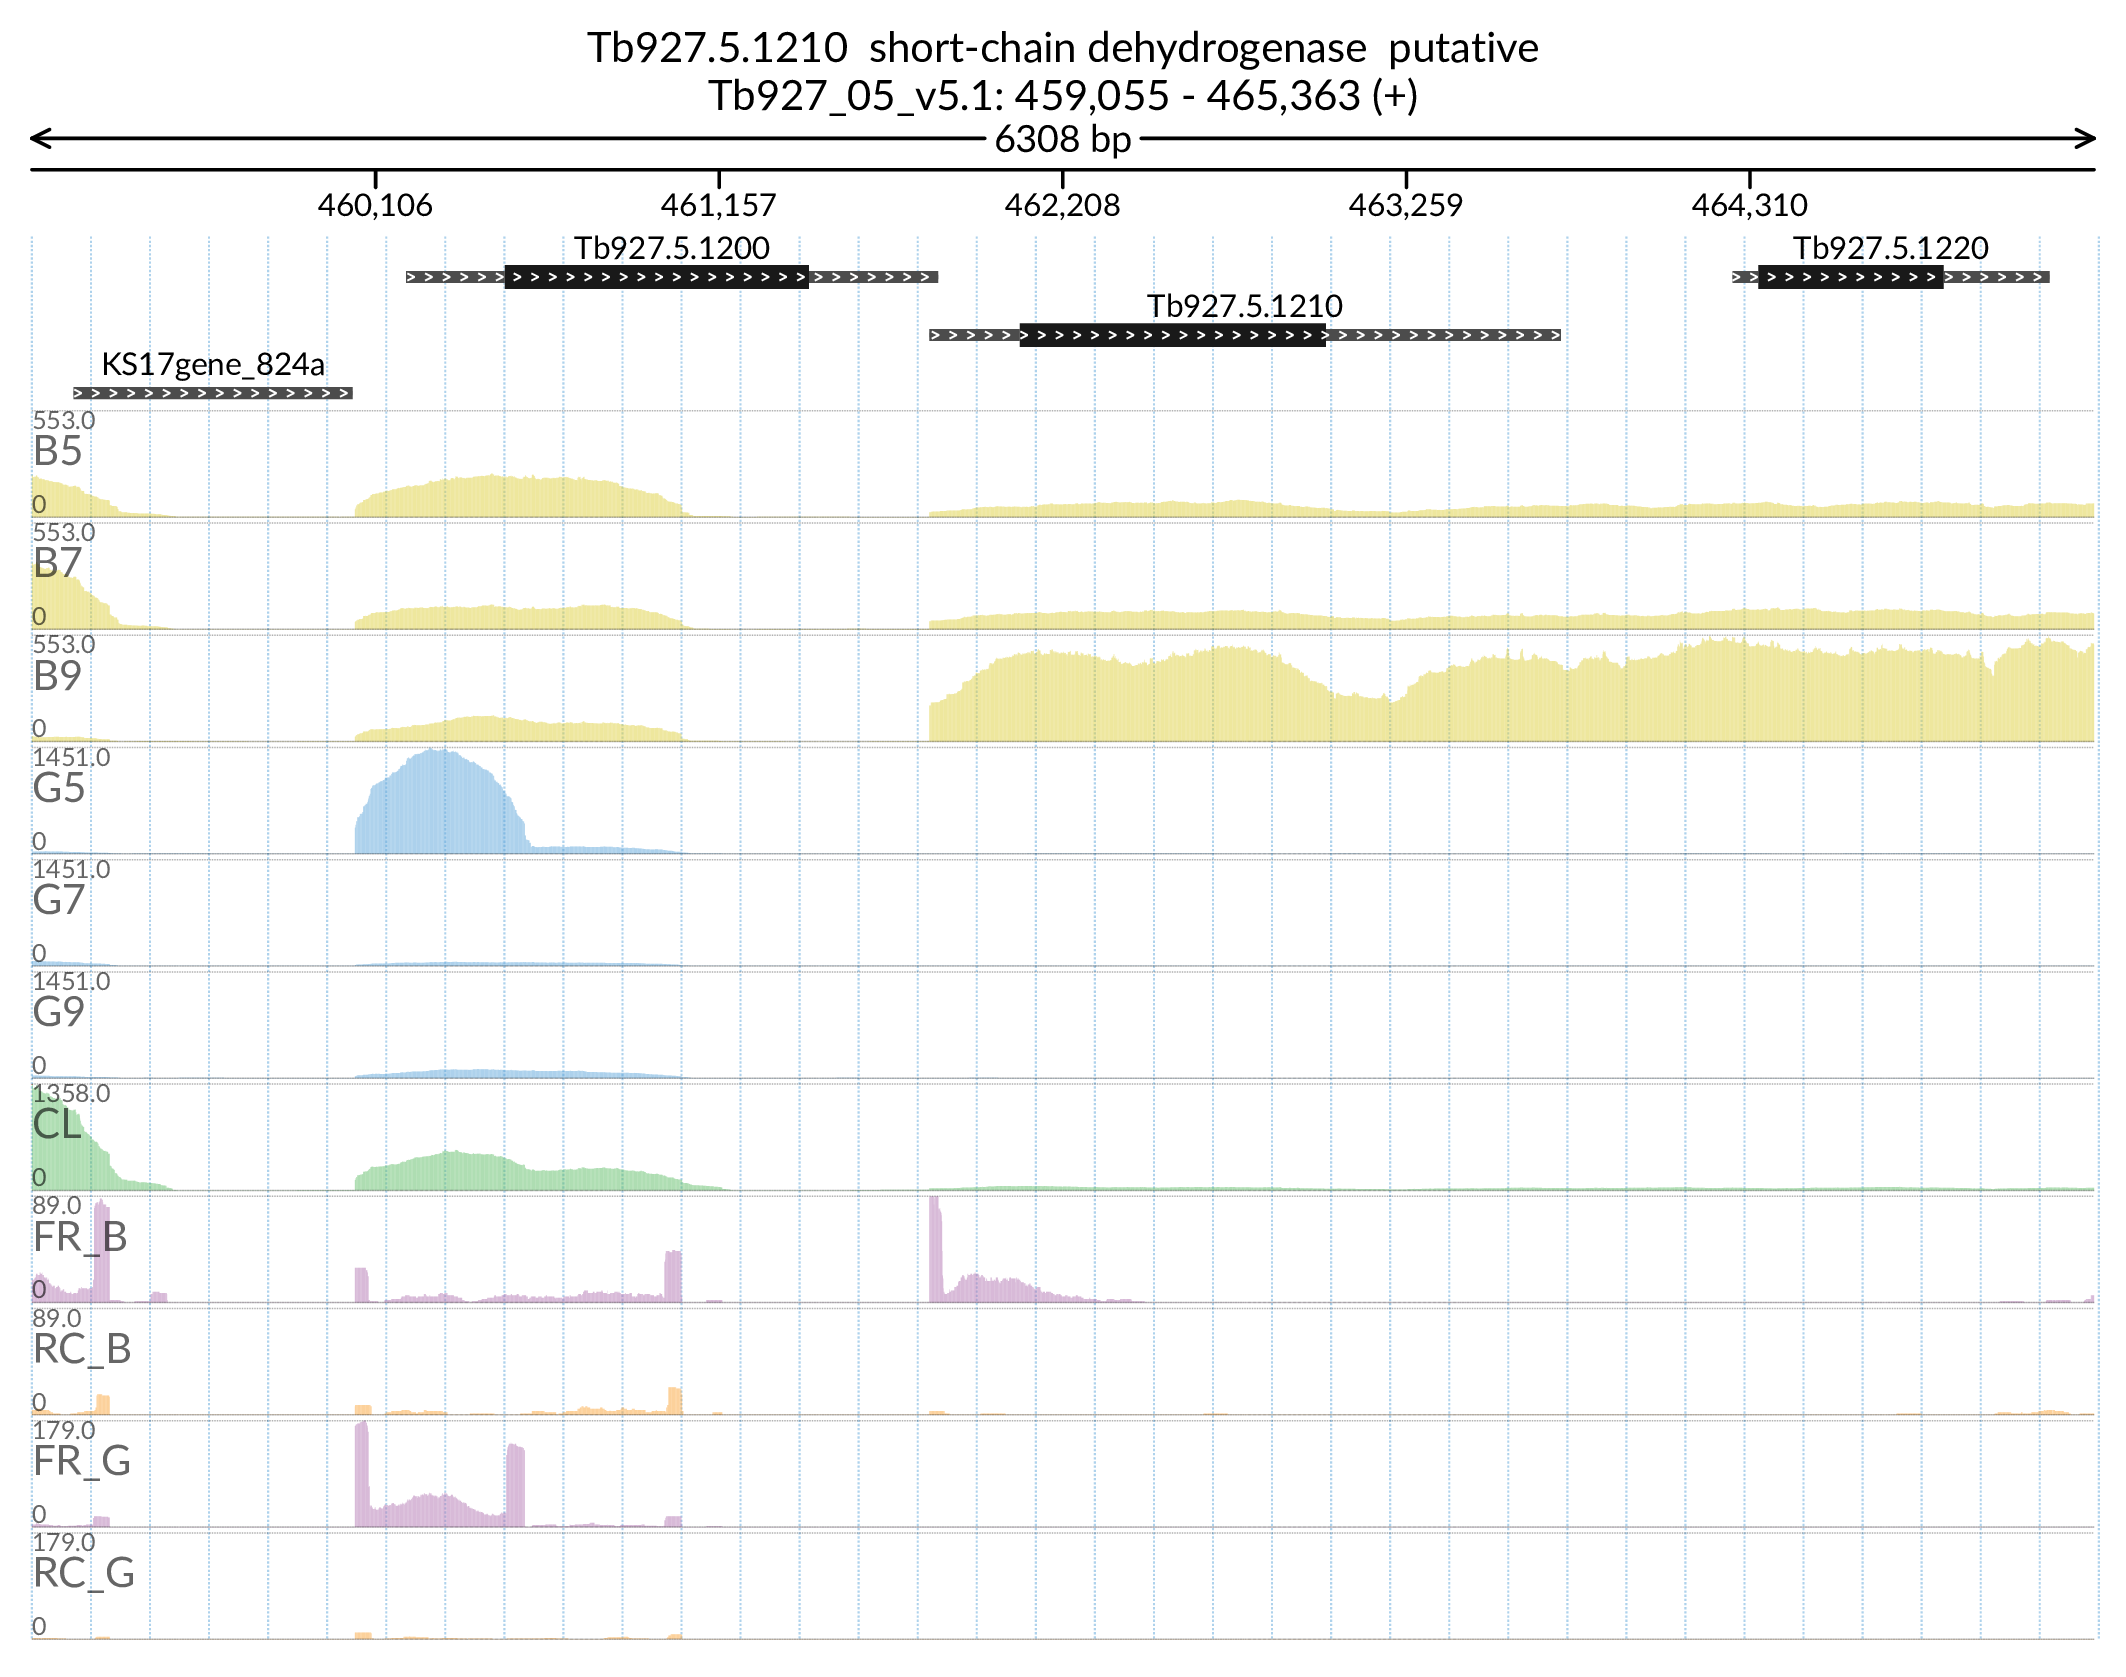 Tb927.5.1210  short-chain dehydrogenase  putative
Tb927_05_v5.1: 459,055 - 465,363 (+)
6308 bp
460,106 461,157 462,208 463,259 464,310
Tb927.5.1200 Tb927.5.1220
Tb927.5.1210
KS17gene_824a
553.0
B5
0
553.0
B7
0
553.0
B9
0
1451.0
G5
0
1451.0
G7
0
1451.0
G9
0
1358.0
CL
0
89.0
FR_B
0
89.0
RC_B
0
179.0
FR_G
0
179.0
RC_G
0